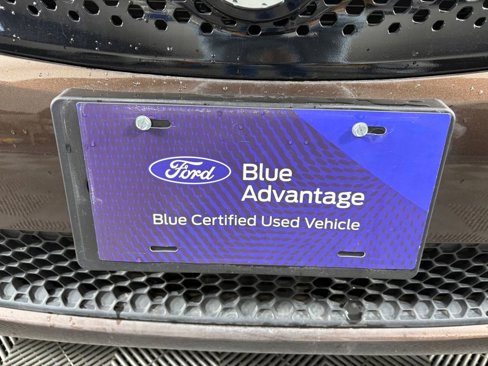 Ford
Blue
Advantage
Blue Certified Used Vehicle